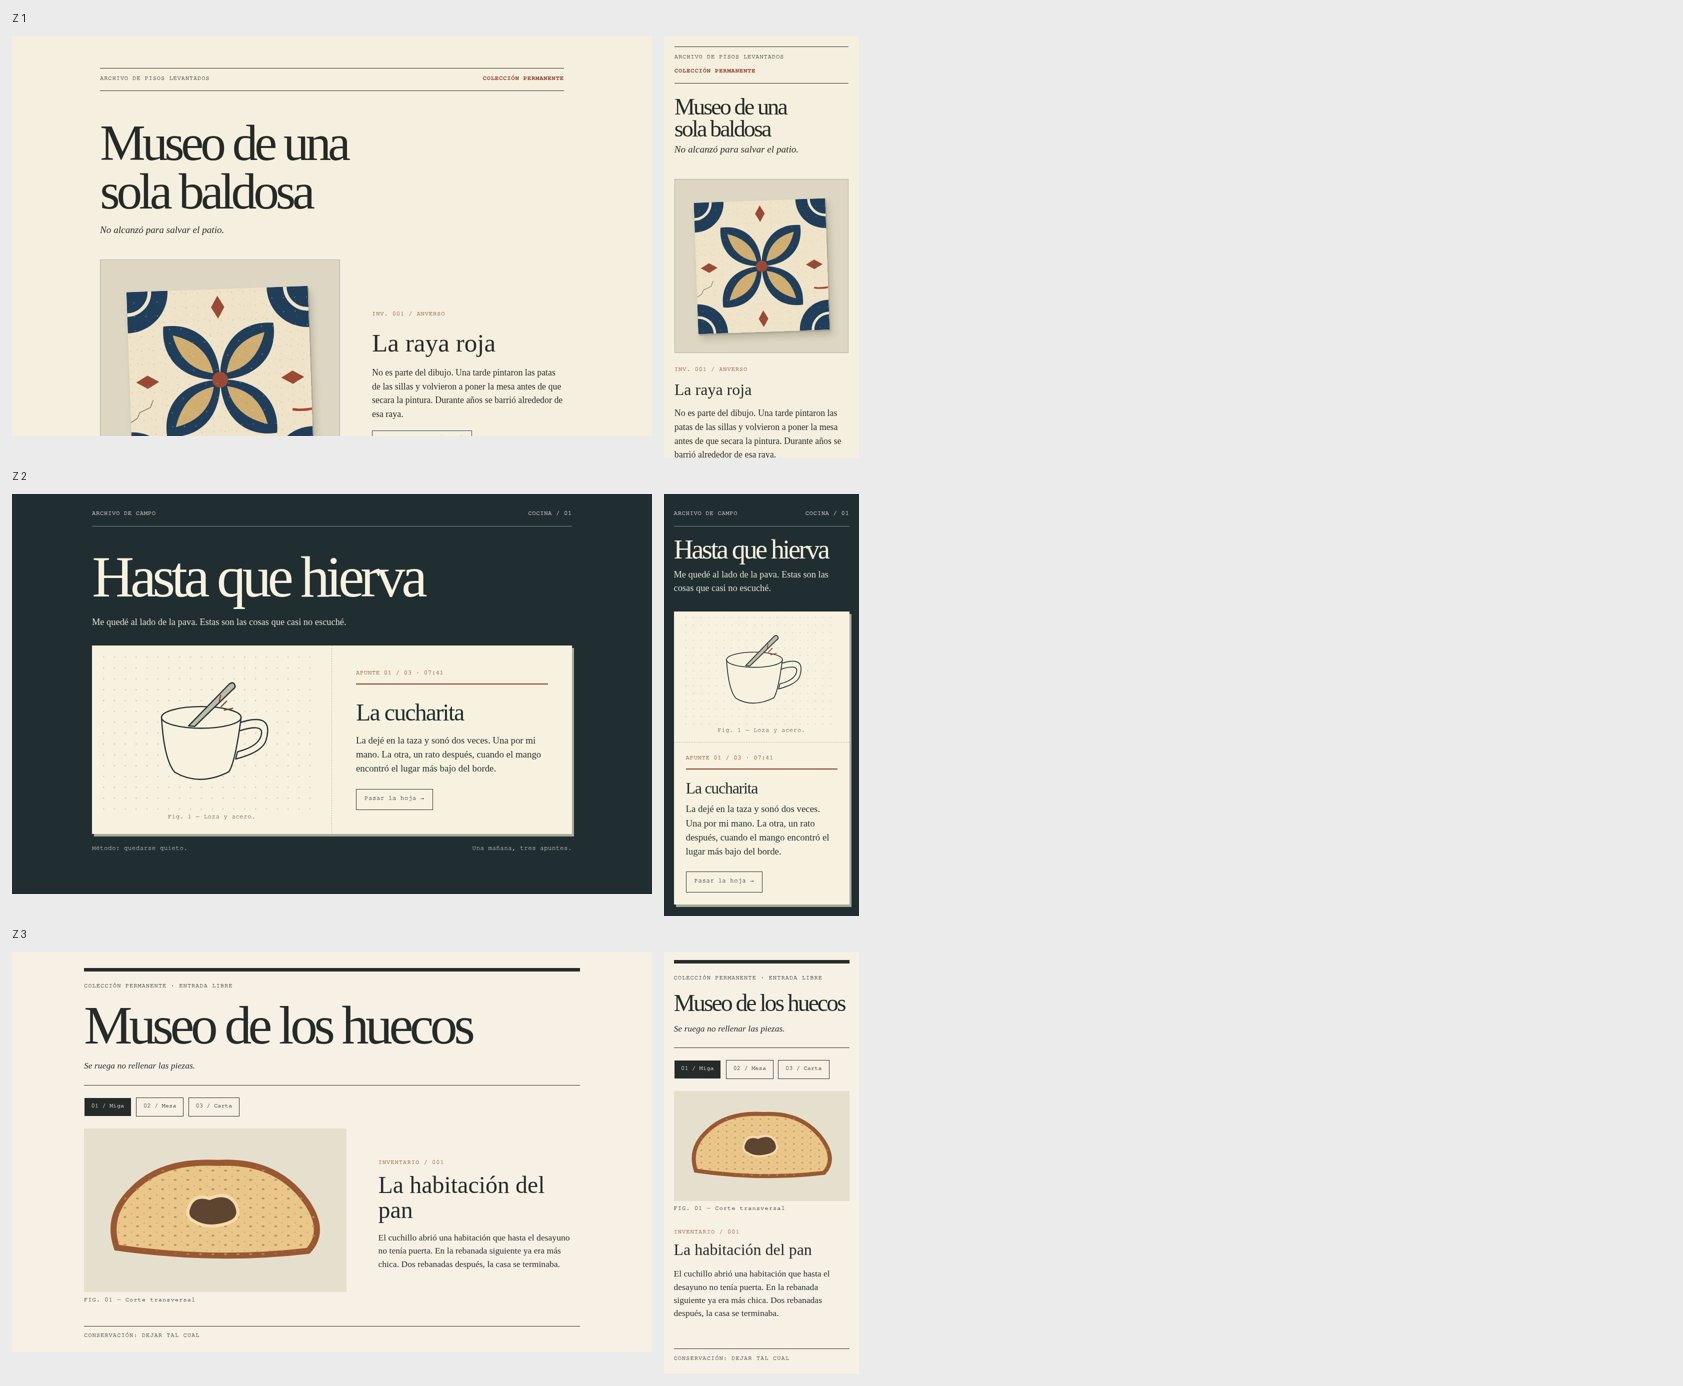 Z1
ARCHIVO DE PISOS LEVANTADOS
COLECCIÓN PERMANENTE
Museo de una
sola baldosa
No alcanzó para salvar el patio.
INV. 001 / ANVERSO
La raya roja
No es parte del dibujo. Una tarde pintaron las patas
de las sillas y volvieron a poner la mesa antes de que
secara la pintura. Durante años se barrió alrededor de
esa raya.
ARCHIVO DE PISOS LEVANTADOS
COLECCIÓN PERMANENTE
Museo de una
sola baldosa
No alcanzó para salvar el patio.
INV. 001 / ANVERSO
La raya roja
No es parte del dibujo. Una tarde pintaron las
patas de las sillas y volvieron a poner la mesa
antes de que secara la pintura. Durante años se
barrió alrededor de esa raya.
Z2
ARCHIVO DE CAMPO
COCINA / 01
Hasta que hierva
Me quedé al lado de la pava. Estas son las cosas que casi no escuché.
Fig. 1 — Loza y acero.
APUNTE 01 / 03 · 07:41
La cucharita
La dejé en la taza y sonó dos veces. Una por mi
mano. La otra, un rato después, cuando el mango
encontró el lugar más bajo del borde.
Pasar la hoja →
Método: quedarse quieto.
Una mañana, tres apuntes.
ARCHIVO DE CAMPO
COCINA / 01
Hasta que hierva
Me quedé al lado de la pava. Estas son las
cosas que casi no escuché.
Fig. 1 — Loza y acero.
APUNTE 01 / 03 · 07:41
La cucharita
La dejé en la taza y sonó dos veces.
Una por mi mano. La otra, un rato
después, cuando el mango encontró el
lugar más bajo del borde.
Pasar la hoja →
Z3
COLECCIÓN PERMANENTE · ENTRADA LIBRE
Museo de los huecos
Se ruega no rellenar las piezas.
01 / Miga
02 / Mesa
03 / Carta
FIG. 01 — Corte transversal
INVENTARIO / 001
La habitación del
pan
El cuchillo abrió una habitación que hasta el desayuno
no tenía puerta. En la rebanada siguiente ya era más
chica. Dos rebanadas después, la casa se terminaba.
CONSERVACIÓN: DEJAR TAL CUAL
COLECCIÓN PERMANENTE · ENTRADA LIBRE
Museo de los huecos
Se ruega no rellenar las piezas.
01 / Miga
02 / Mesa
03 / Carta
FIG. 01 — Corte transversal
INVENTARIO / 001
La habitación del pan
El cuchillo abrió una habitación que hasta el
desayuno no tenía puerta. En la rebanada
siguiente ya era más chica. Dos rebanadas
después, la casa se terminaba.
CONSERVACIÓN: DEJAR TAL CUAL